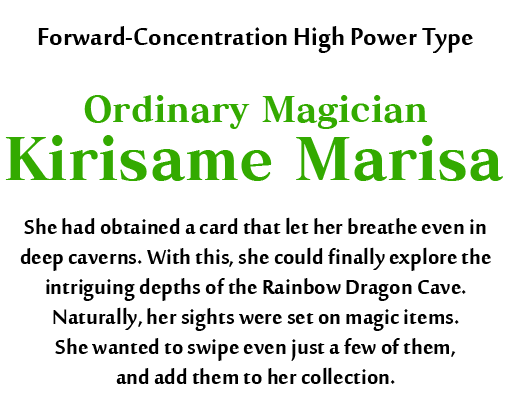 Forward-Concentration High Power Type
Ordinary Magician
Kirisame Marisa
She had obtained a card that let her breathe even in
deep caverns. With this, she could finally explore the
intriguing depths of the Rainbow Dragon Cave.
Naturally, her sights were set on magic items.
She wanted to swipe even just a few of them,
and add them to her collection.